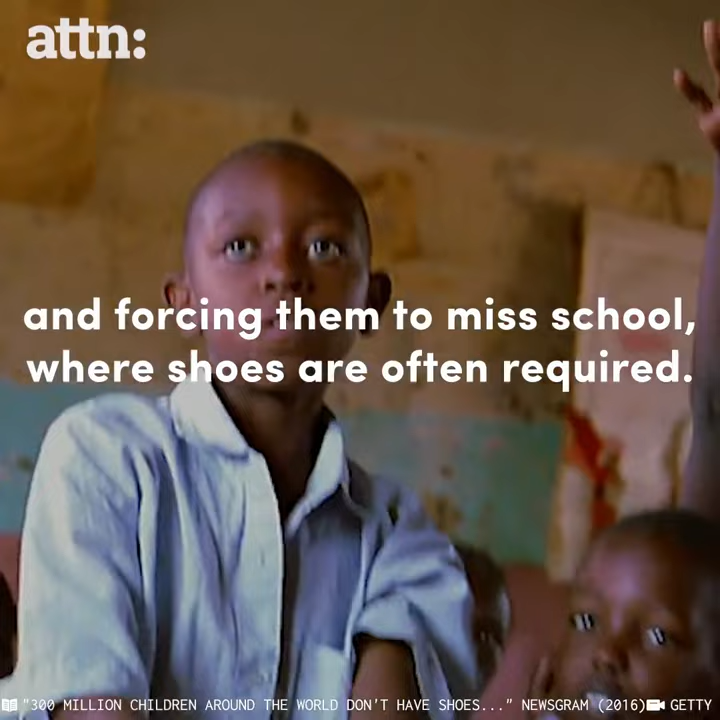 attn:
and forcing them to miss school,
where shoes are often required.
"300 MILLION CHILDREN AROUND THE WORLD DON'T HAVE SHOES..." NEWSGRAM (2016) GETTY